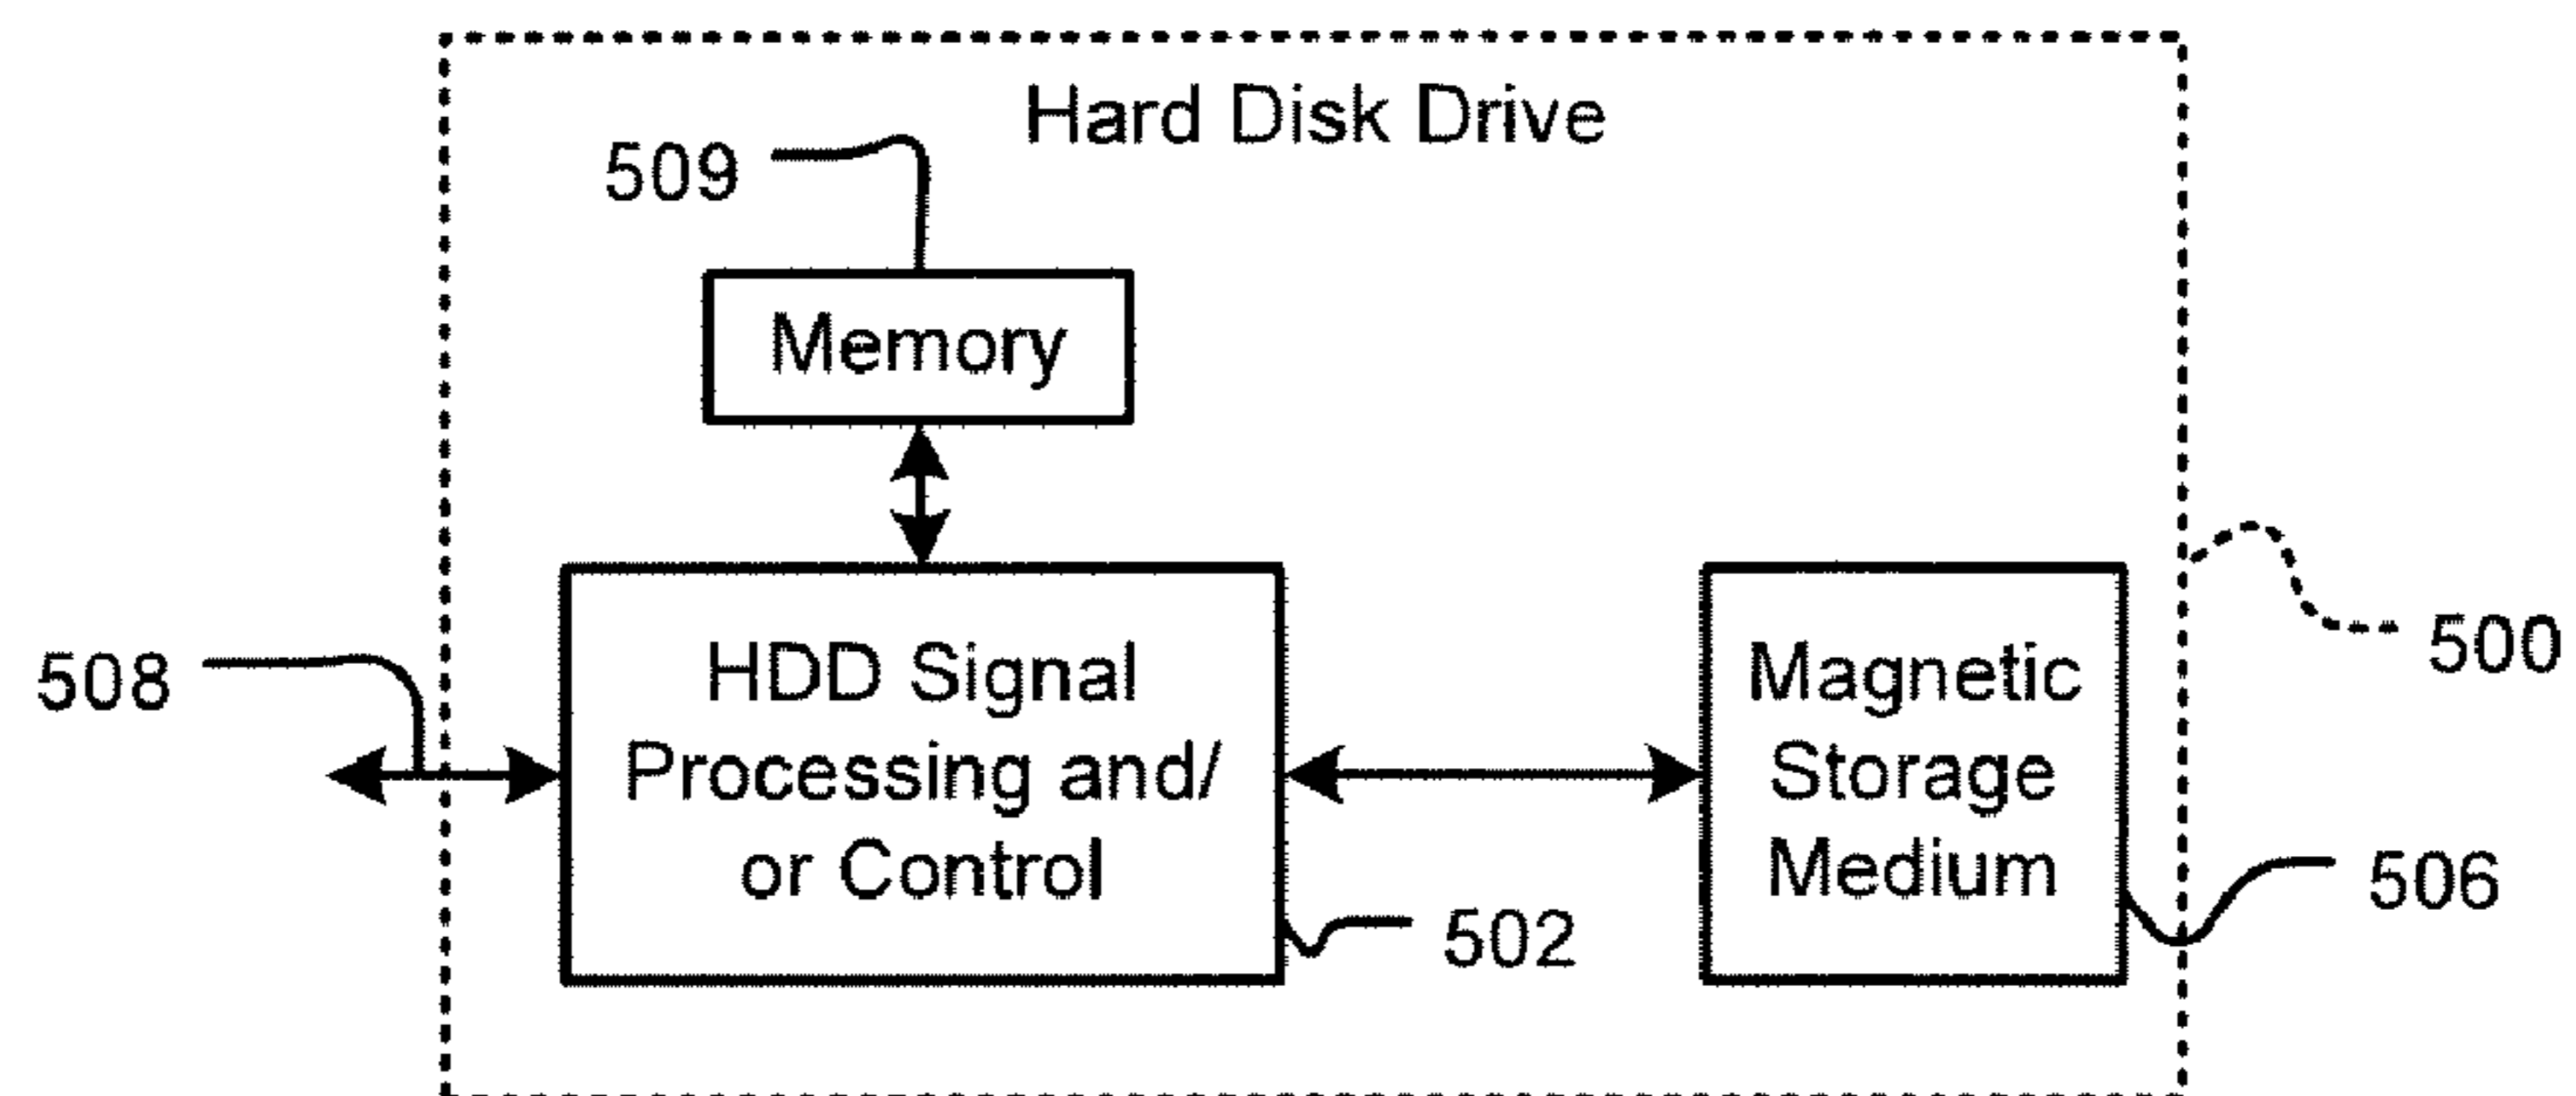 Hard Disk Drive
509
Memory
508
HDD Signal
Processing and/
or Control
502
Magnetic
Storage
Medium
500
506